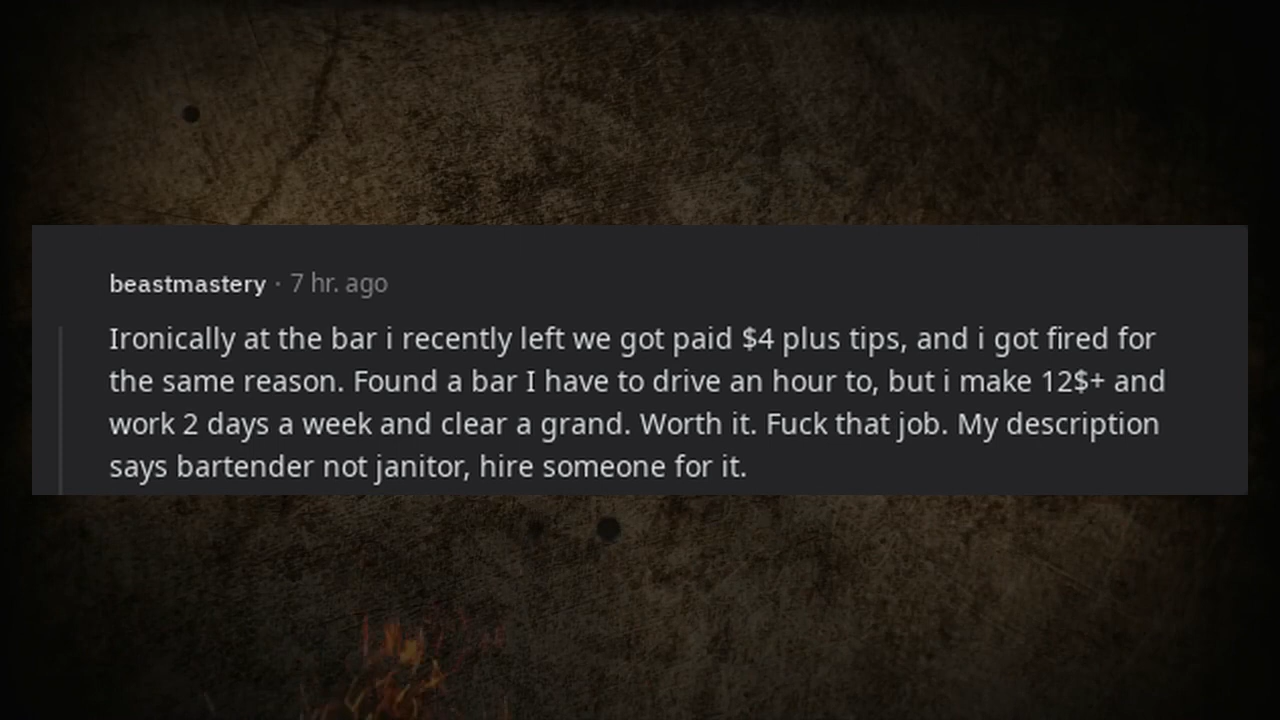 beastmastery · 7 hr. ago
Ironically at the bar i recently left we got paid $4 plus tips, and i got fired for
the same reason. Found a bar I have to drive an hour to, but i make 12$+ and
work 2 days a week and clear a grand. Worth it. Fuck that job. My description
says bartender not janitor, hire someone for it.